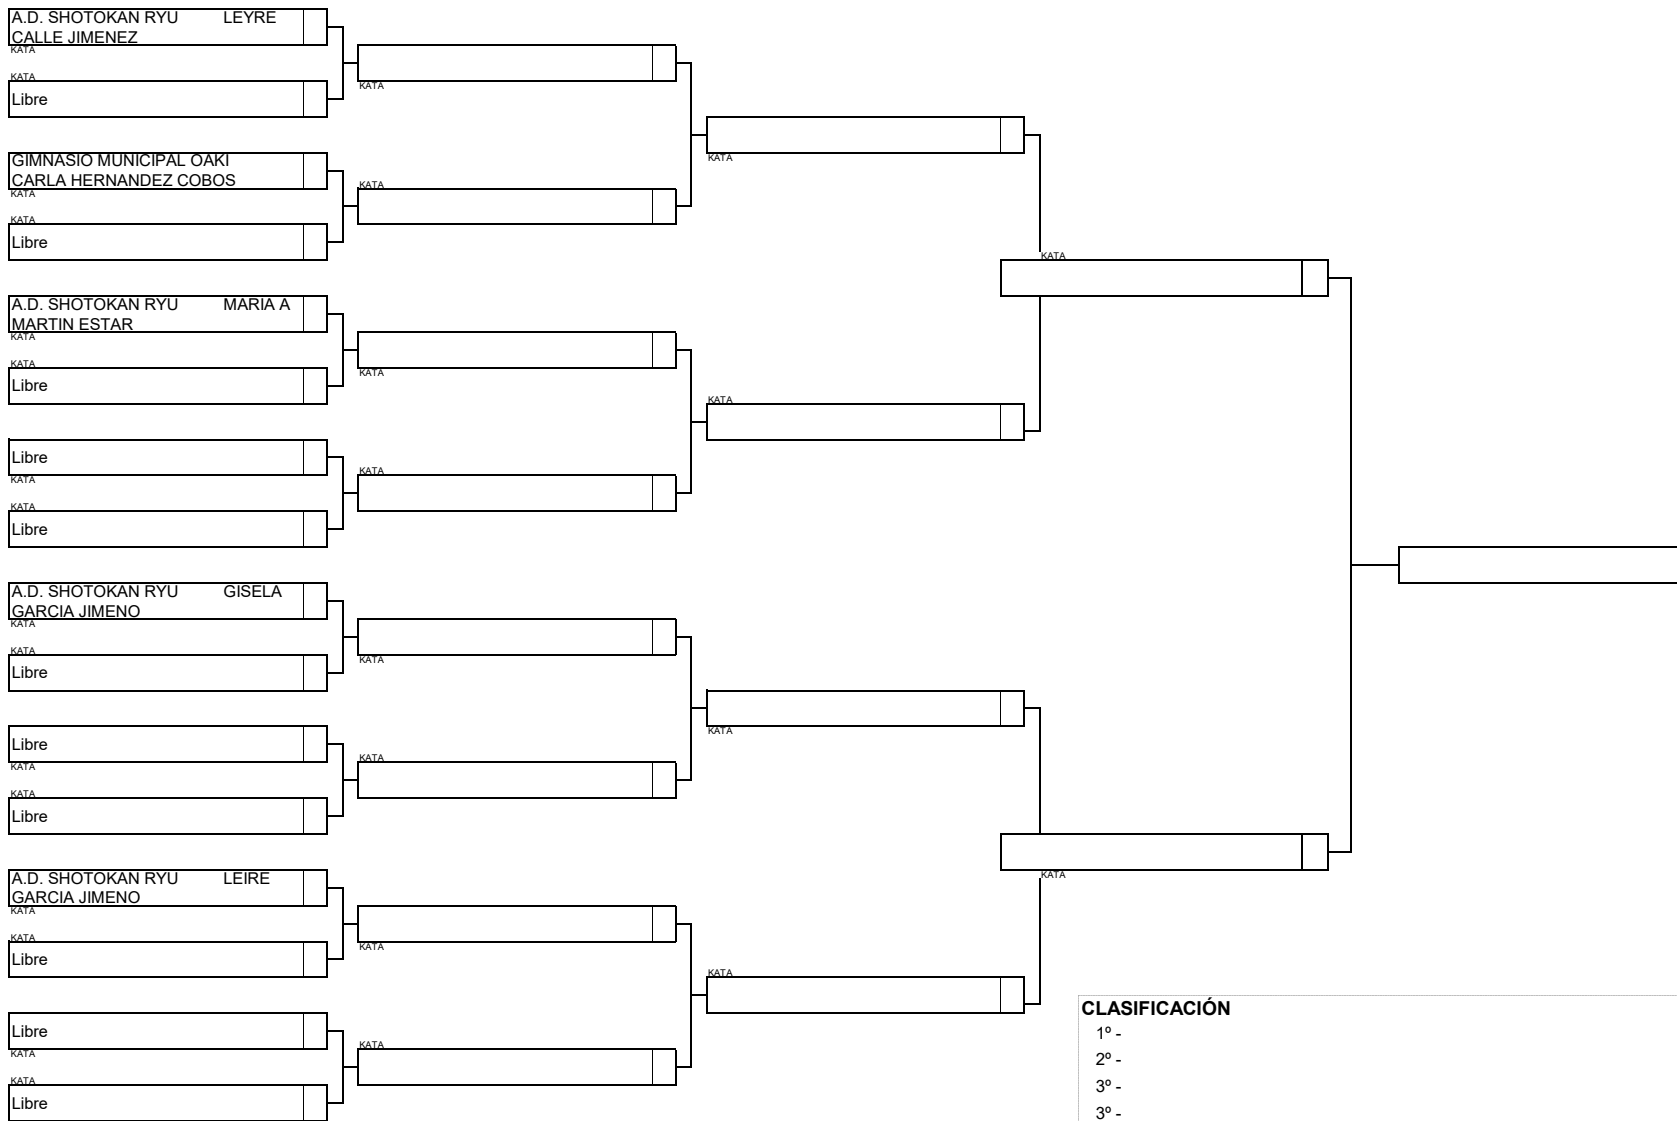 A.D. SHOTOKAN RYU LEYRE
CALLE JIMENEZ
KATA
KATA
Libre
KATA
GIMNASIO MUNICIPAL OAKI
CARLA HERNANDEZ COBOS
KATA
KATA
Libre
KATA
KATA
A.D. SHOTOKAN RYU MARIA A
MARTIN ESTAR
KATA
KATA
Libre
KATA
Libre
KATA
KATA
Libre
KATA
KATA
KATA
A.D. SHOTOKAN RYU GISELA
GARCIA JIMENO
KATA
KATA
Libre
KATA
Libre
KATA
KATA
Libre
KATA
KATA
A.D. SHOTOKAN RYU LEIRE
GARCIA JIMENO
KATA
KATA
Libre
KATA
Libre
KATA
KATA
Libre
KATA
KATA
KATA
CLASIFICACIÓN
1º -
2º -
3º -
3º -